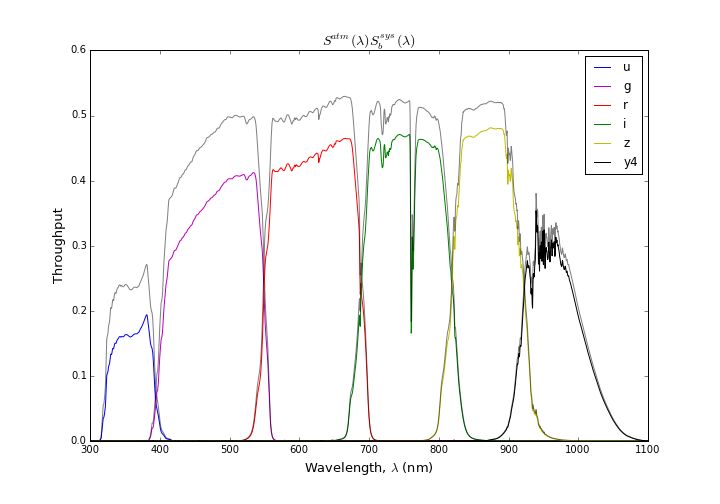 S^{atm}(λ)S_b^{sys}(λ)
0.6
0.5
0.4
0.3
0.2
0.1
0.0
Throughput
300 400 500 600 700 800 900 1000 1100
Wavelength, λ (nm)
u
g
r
i
z
y4